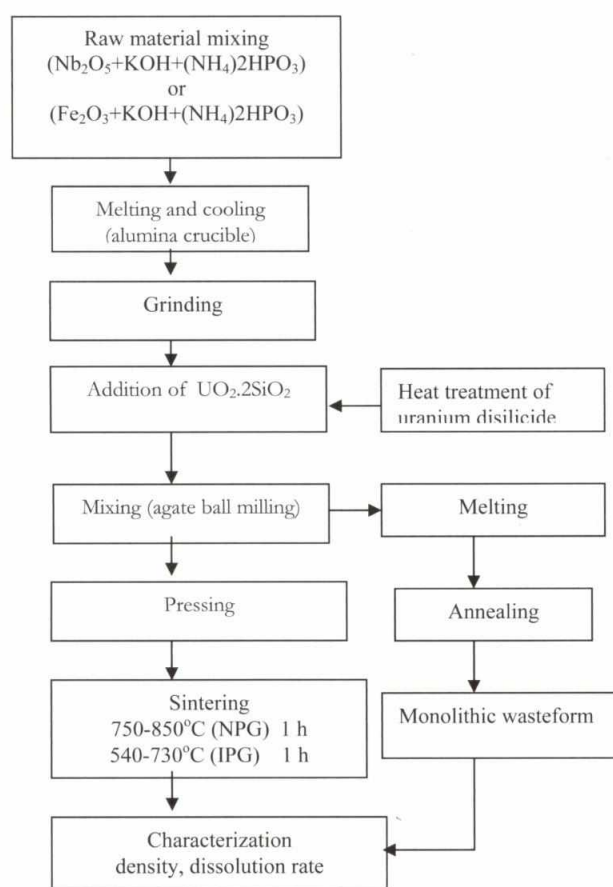 Raw material mixing
(Nb₂O₅+KOH+(NH₄)2HPO₃)
or
(Fe₂O₃+KOH+(NH₄)2HPO₃)
Melting and cooling
(alumina crucible)
Grinding
Addition of UO₂.2SiO₂
Heat treatment of
uranium disilicide
Mixing (agate ball milling)
Melting
Pressing
Annealing
Sintering
750-850°C (NPG) 1 h
540-730°C (IPG) 1 h
Monolithic wasteform
Characterization
density, dissolution rate